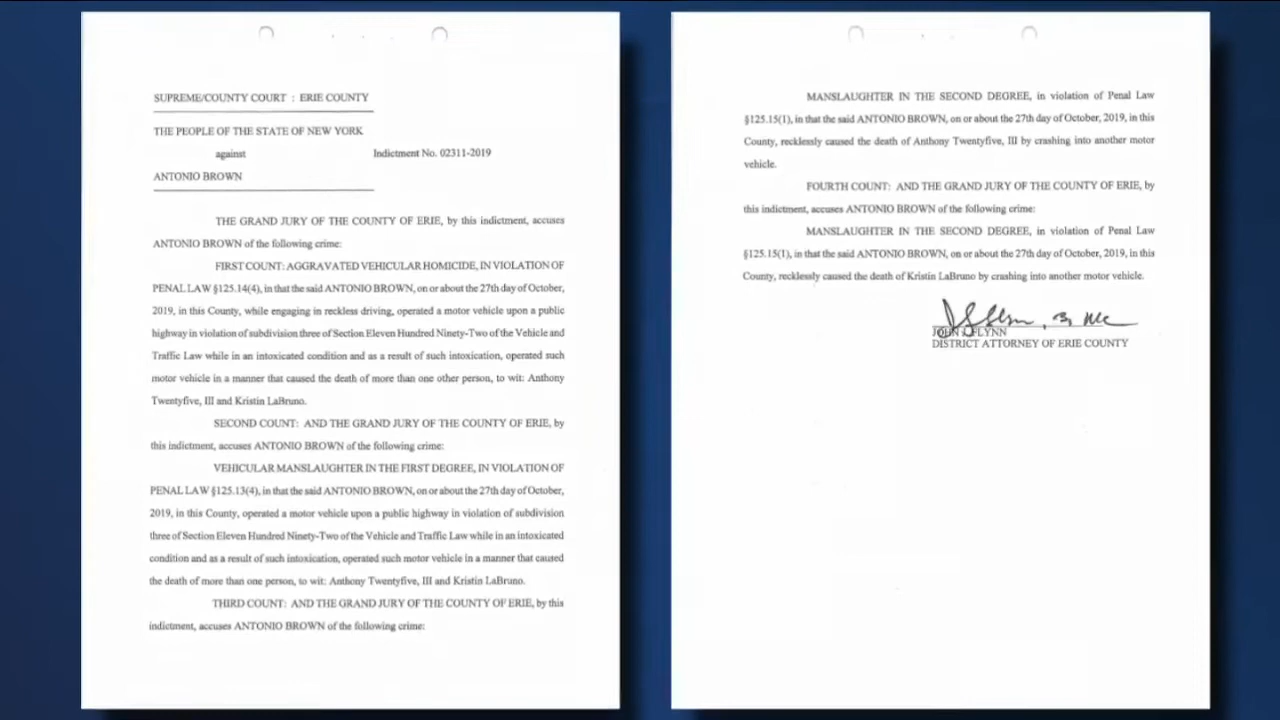 SUPREME/COUNTY COURT : ERIE COUNTY
THE PEOPLE OF THE STATE OF NEW YORK
against Indictment No. 02311-2019
ANTONIO BROWN
THE GRAND JURY OF THE COUNTY OF ERIE, by this indictment, accuses
ANTONIO BROWN of the following crime:
FIRST COUNT: AGGRAVATED VEHICULAR HOMICIDE, IN VIOLATION OF
PENAL LAW §125.14(4), in that the said ANTONIO BROWN, on or about the 27th day of October,
2019, in this County, while engaging in reckless driving, operated a motor vehicle upon a public
highway in violation of subdivision three of Section Eleven Hundred Ninety-Two of the Vehicle and
Traffic Law while in an intoxicated condition and as a result of such intoxication, operated such
motor vehicle in a manner that caused the death of more than one other person, to wit: Anthony
Twentyfive, III and Kristin LaBruno.
SECOND COUNT: AND THE GRAND JURY OF THE COUNTY OF ERIE, by
this indictment, accuses ANTONIO BROWN of the following crime:
VEHICULAR MANSLAUGHTER IN THE FIRST DEGREE, IN VIOLATION OF
PENAL LAW §125.13(4), in that the said ANTONIO BROWN, on or about the 27th day of October,
2019, in this County, operated a motor vehicle upon a public highway in violation of subdivision
three of Section Eleven Hundred Ninety-Two of the Vehicle and Traffic Law while in an intoxicated
condition and as a result of such intoxication, operated such motor vehicle in a manner that caused
the death of more than one person, to wit: Anthony Twentyfive, III and Kristin LaBruno.
THIRD COUNT: AND THE GRAND JURY OF THE COUNTY OF ERIE, by this
indictment, accuses ANTONIO BROWN of the following crime:
MANSLAUGHTER IN THE SECOND DEGREE, in violation of Penal Law
§125.15(1), in that the said ANTONIO BROWN, on or about the 27th day of October, 2019, in this
County, recklessly caused the death of Anthony Twentyfive, III by crashing into another motor
vehicle.
FOURTH COUNT: AND THE GRAND JURY OF THE COUNTY OF ERIE, by
this indictment, accuses ANTONIO BROWN of the following crime:
MANSLAUGHTER IN THE SECOND DEGREE, in violation of Penal Law
§125.15(1), in that the said ANTONIO BROWN, on or about the 27th day of October, 2019, in this
County, recklessly caused the death of Kristin LaBruno by crashing into another motor vehicle.
JOHN J. FLYNN
DISTRICT ATTORNEY OF ERIE COUNTY